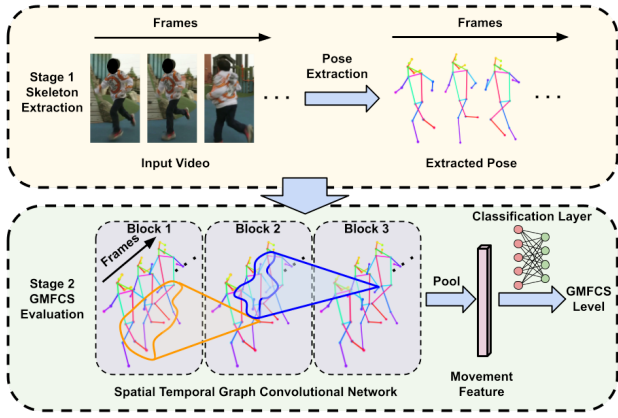 Frames
Frames
Stage 1
Skeleton
Extraction
Pose
Extraction
. . .
. . .
Input Video
Extracted Pose
Block 1
Block 2
Block 3
Classification Layer
Frames
Stage 2
GMFCS
Evaluation
Pool
GMFCS
Level
Movement
Feature
Spatial Temporal Graph Convolutional Network